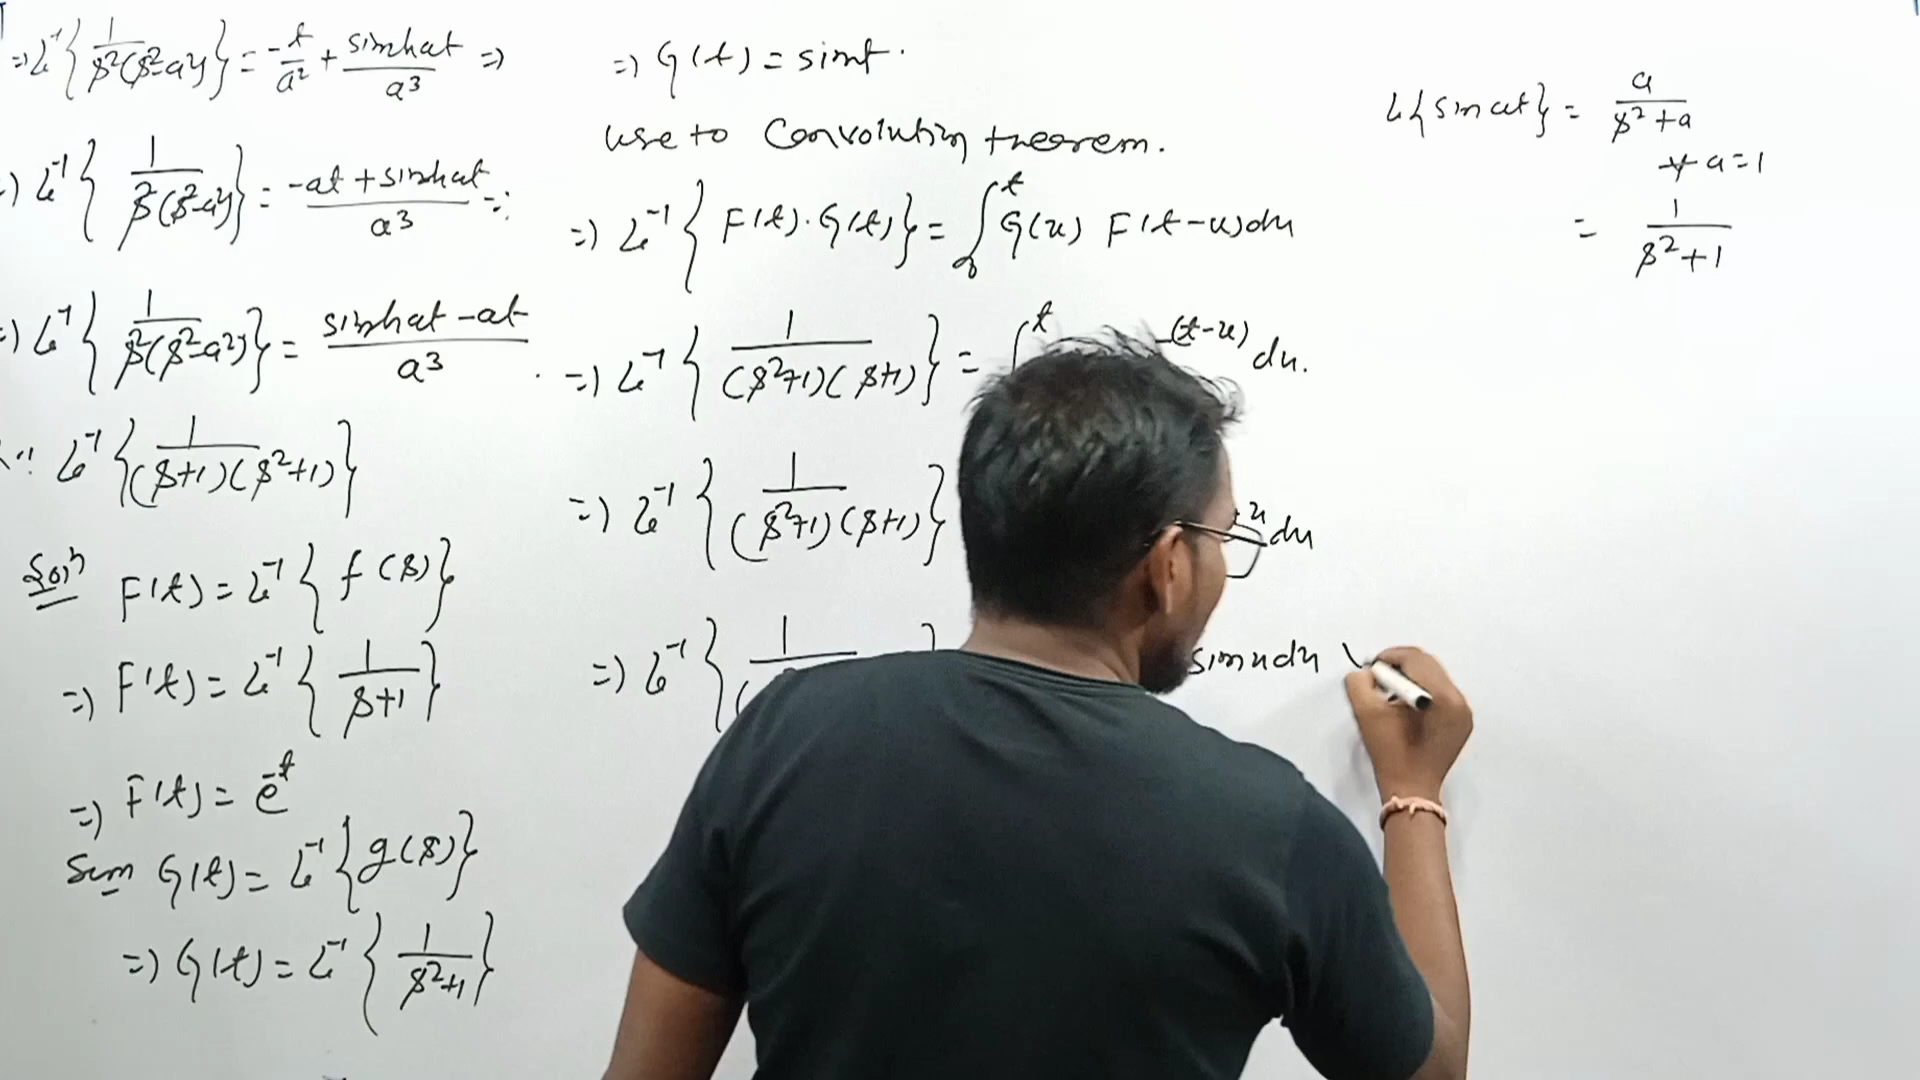 => L⁻¹{1/s²(s²-a²)} = -t/a² + sinhat/a³ =>
=> L⁻¹{1/s²(s²-a²)} = -at + sinhat/a³
=> L⁻¹{1/s²(s²-a²)} = sinhat - at/a³
L⁻¹{1/(s+1)(s²+1)}
Solⁿ F(t) = L⁻¹{f(s)}
=> F(t) = L⁻¹{1/s+1}
=> F(t) = e⁻ᵗ
Sim G(t) = L⁻¹{g(s)}
=> G(t) = L⁻¹{1/s²+1}
=> G(t) = sint.
use to Convolution theorem.
=> L⁻¹{F(t).G(t)} = ∫₀ᵗ G(u) F(t-u)du
=> L⁻¹{1/(s²+1)(s+1)} = ∫ᵗ -(t-u) du.
=> L⁻¹{1/(s²+1)(s+1)} u du
=> L⁻¹{1/( sinudu
L{sinat} = a/s²+a
a=1
= 1/s²+1